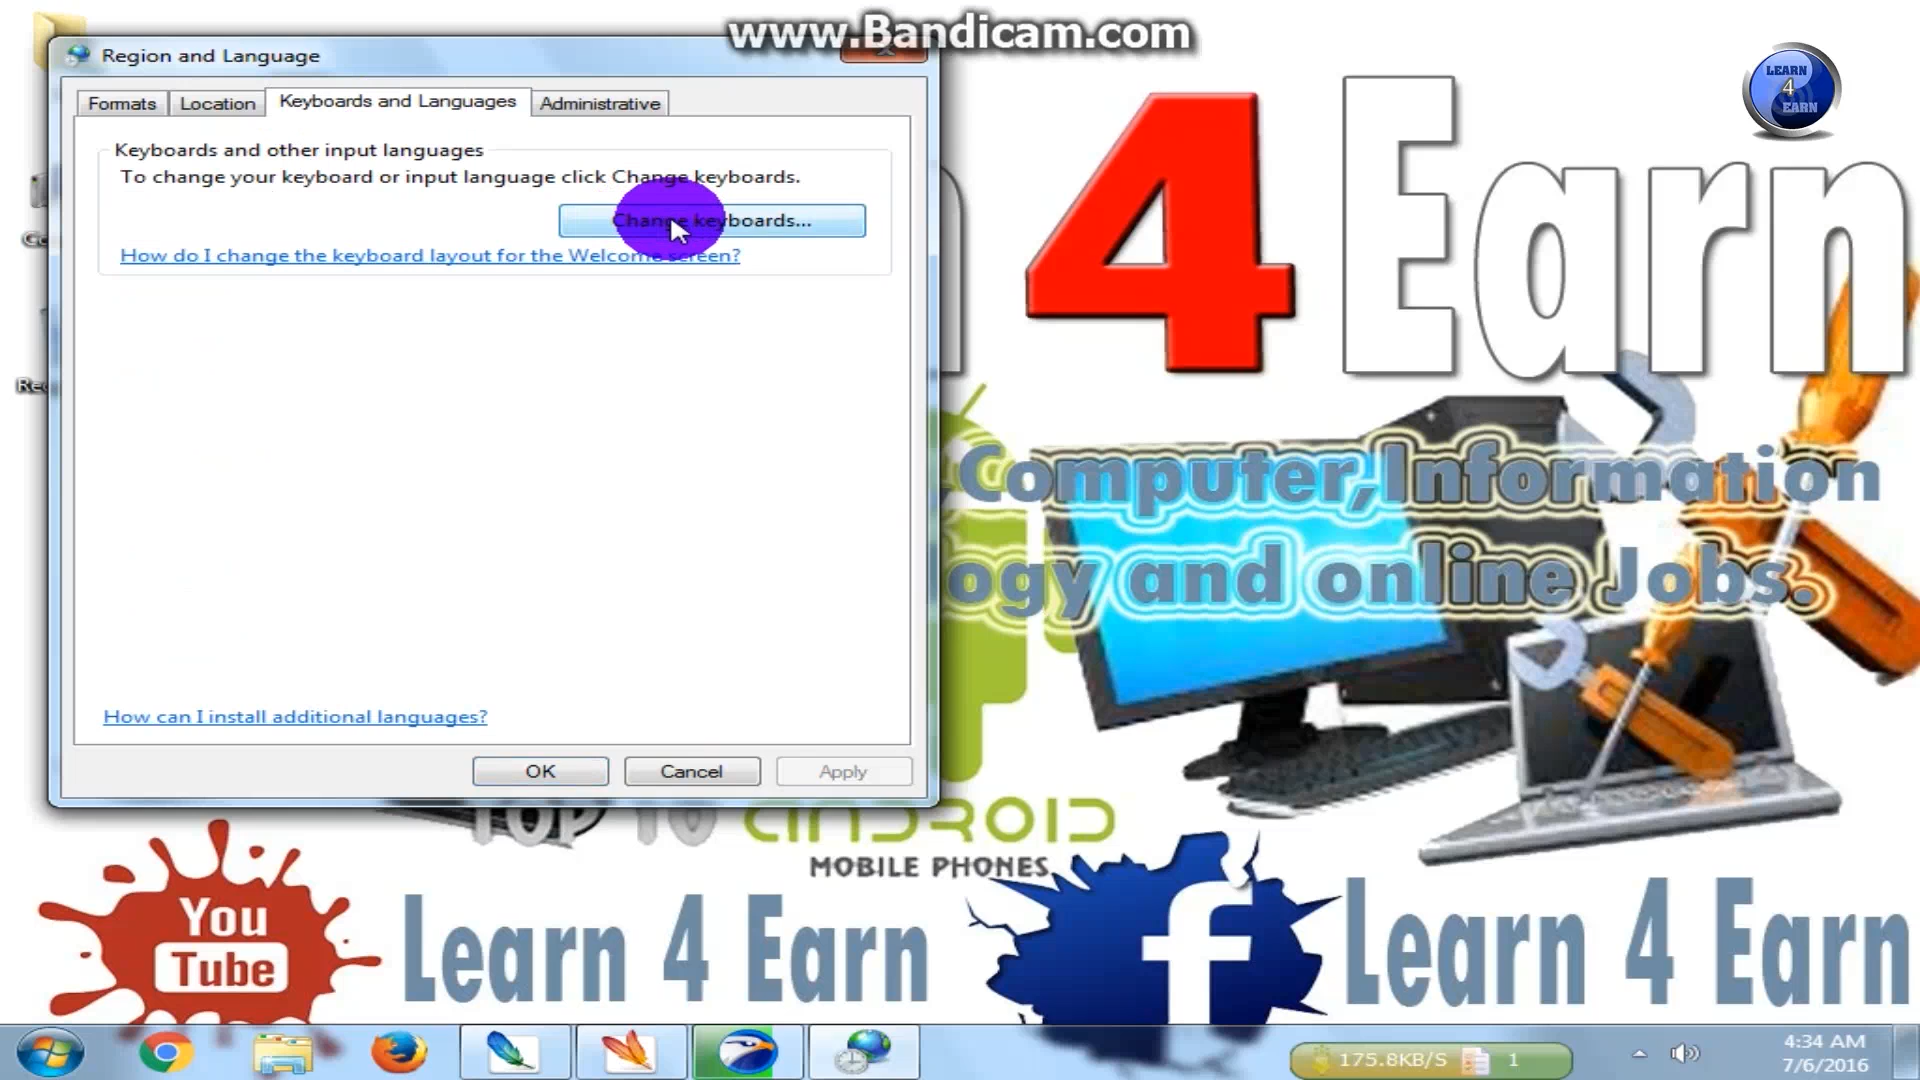 www.Bandicam.com
Region and Language
Formats
Location
Keyboards and Languages
Administrative
Keyboards and other input languages
To change your keyboard or input language click Change keyboards.
Change keyboards...
How do I change the keyboard layout for the Welcome screen?
How can I install additional languages?
OK
Cancel
Apply
LEARN
4
EARN
4 Earn
Computer,Information
ogy and online Jobs.
TOP 10 ANDROID
MOBILE PHONES
You
Tube
Learn 4 Earn
f
Learn 4 Earn
175.8KB/S
1
4:34 AM
7/6/2016